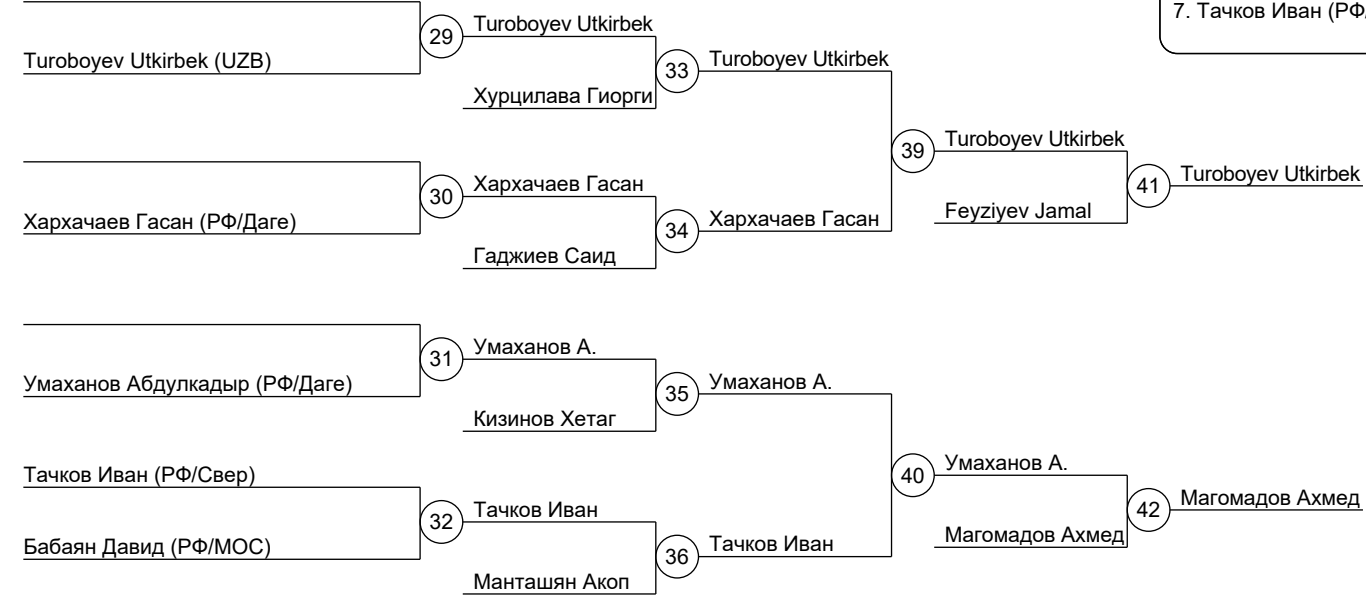 7. Тачков Иван (РФ
Turoboyev Utkirbek (UZB)
29
Turoboyev Utkirbek
Хурцилава Гиорги
33
Turoboyev Utkirbek
Хархачаев Гасан (РФ/Даге)
30
Хархачаев Гасан
Гаджиев Саид
34
Хархачаев Гасан
39
Turoboyev Utkirbek
Feyziyev Jamal
41
Turoboyev Utkirbek
Умаханов Абдулкадыр (РФ/Даге)
31
Умаханов А.
Кизинов Хетаг
35
Умаханов А.
Тачков Иван (РФ/Свер)
Бабаян Давид (РФ/МОС)
32
Тачков Иван
Манташян Акоп
36
Тачков Иван
40
Умаханов А.
Магомадов Ахмед
42
Магомадов Ахмед